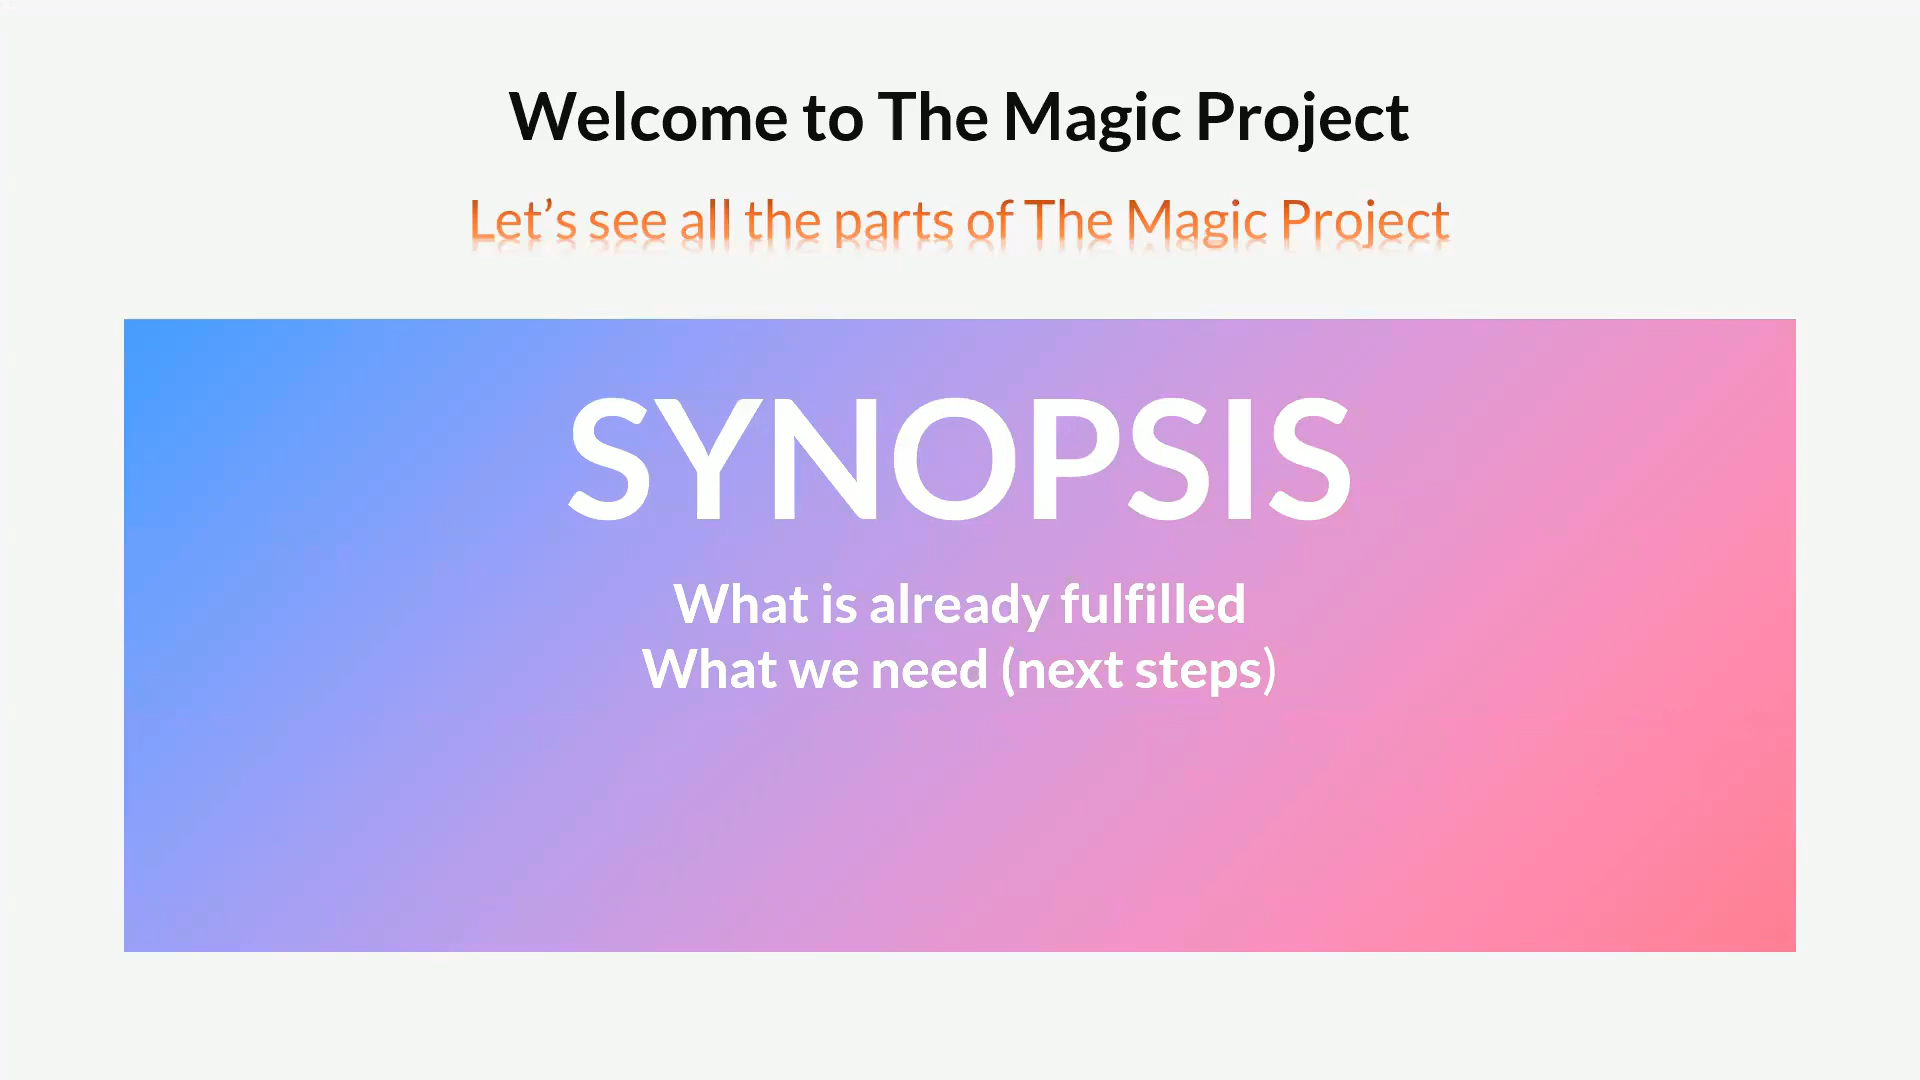 Welcome to The Magic Project
Let’s see all the parts of The Magic Project
SYNOPSIS
What is already fulfilled
What we need (next steps)